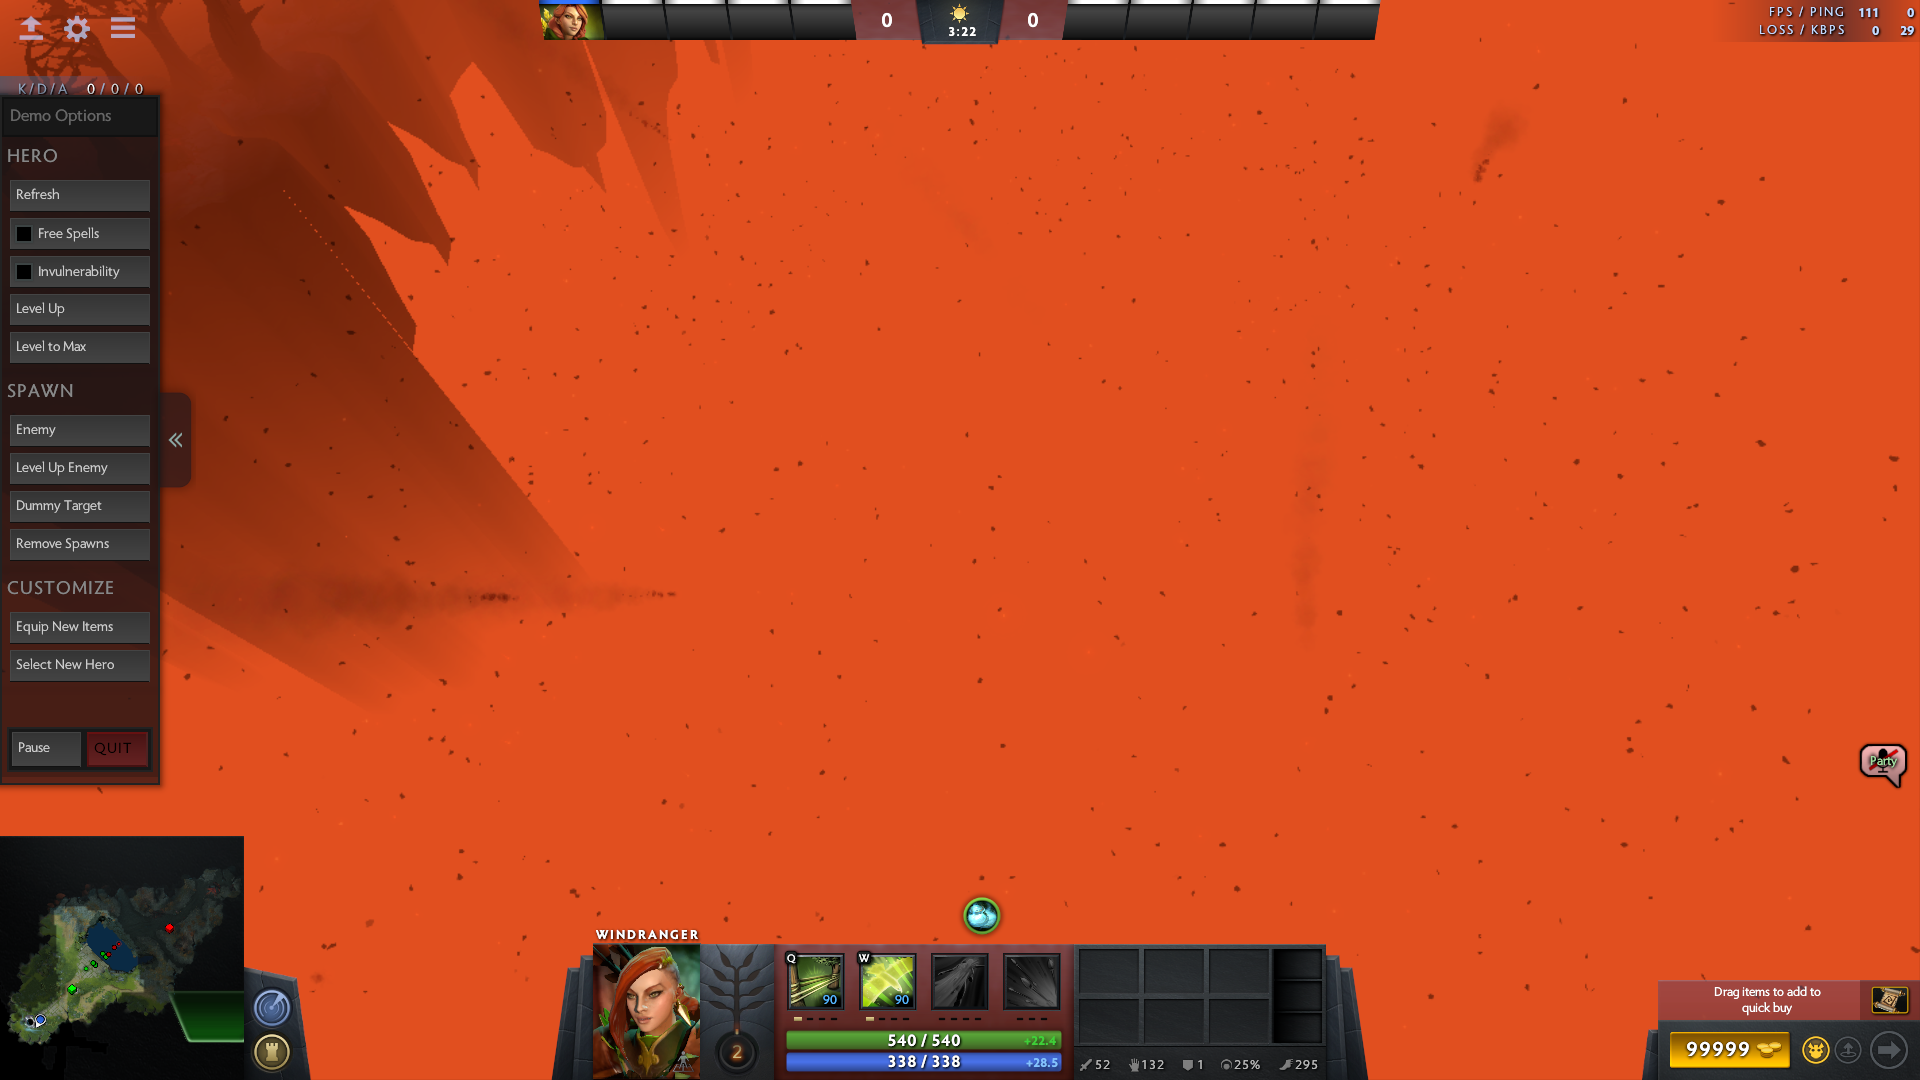 0
3:22
0
FPS / PING 111 0
LOSS / KBPS 0 29
K/D/A 0/0/0
Demo Options
HERO
Refresh
Free Spells
Invulnerability
Level Up
Level to Max
SPAWN
Enemy
Level Up Enemy
Dummy Target
Remove Spawns
CUSTOMIZE
Equip New Items
Select New Hero
Pause QUIT
Party
WINDRANGER
Q W
90 90
2
540 / 540 +22.4
338 / 338 +28.5
52 132 1 25% 295
Drag items to add to
quick buy
99999